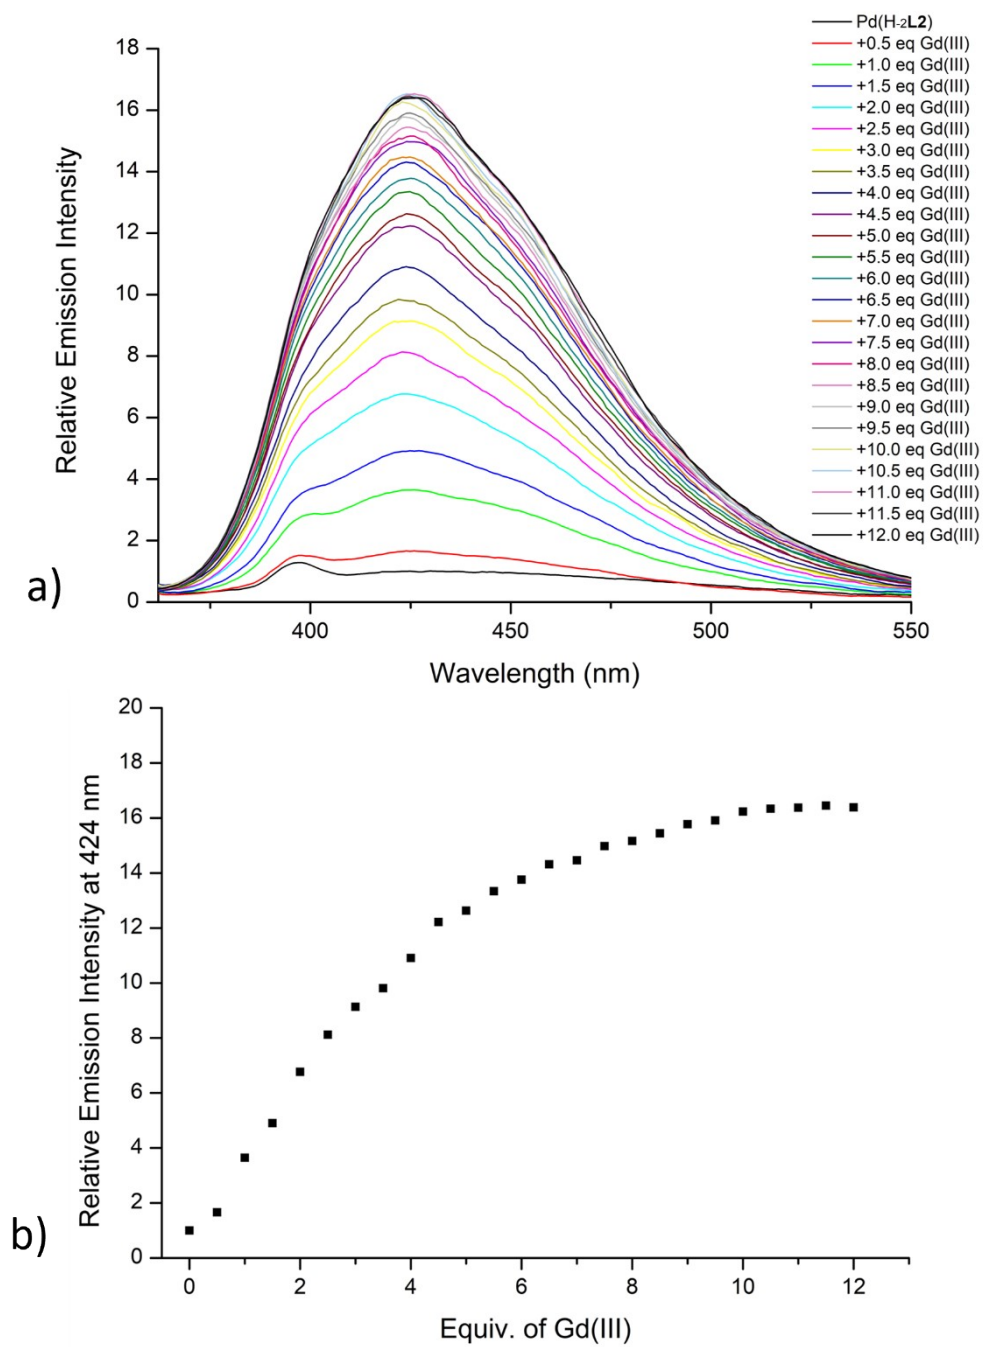 Pd(H-2L2)
+0.5 eq Gd(III)
+1.0 eq Gd(III)
+1.5 eq Gd(III)
+2.0 eq Gd(III)
+2.5 eq Gd(III)
+3.0 eq Gd(III)
+3.5 eq Gd(III)
+4.0 eq Gd(III)
+4.5 eq Gd(III)
+5.0 eq Gd(III)
+5.5 eq Gd(III)
+6.0 eq Gd(III)
+6.5 eq Gd(III)
+7.0 eq Gd(III)
+7.5 eq Gd(III)
+8.0 eq Gd(III)
+8.5 eq Gd(III)
+9.0 eq Gd(III)
+9.5 eq Gd(III)
+10.0 eq Gd(III)
+10.5 eq Gd(III)
+11.0 eq Gd(III)
+11.5 eq Gd(III)
+12.0 eq Gd(III)
18
16
14
12
10
8
6
4
2
0
Relative Emission Intensity
a)
400 450 500 550
Wavelength (nm)
20
18
16
14
12
10
8
6
4
2
0
Relative Emission Intensity at 424 nm
b)
0 2 4 6 8 10 12
Equiv. of Gd(III)